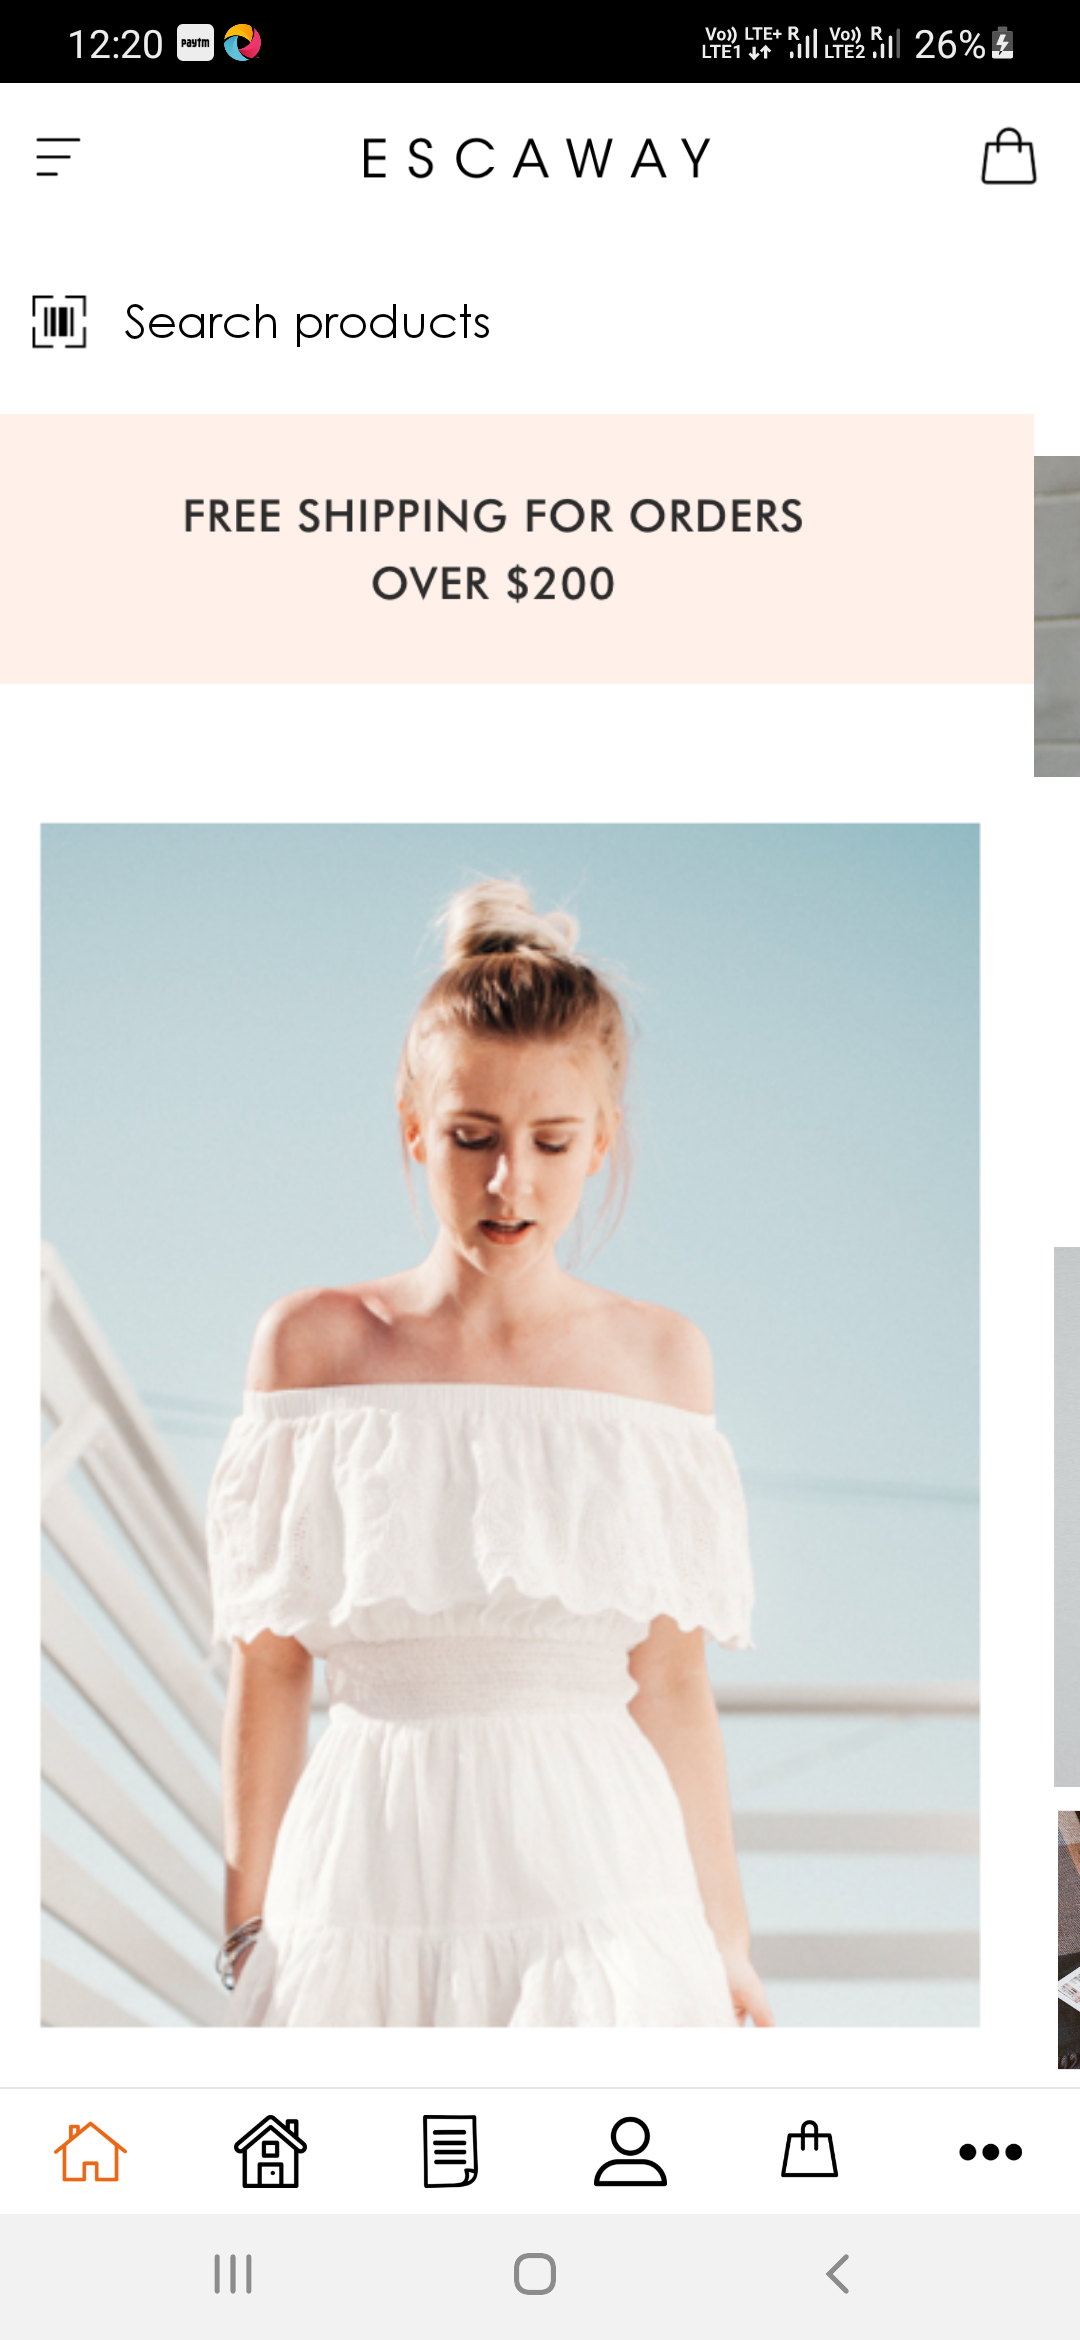 12:20 paytm Vo)) LTE+ R Vo)) R 26%
LTE1 LTE2
ESCAWAY
Search products
FREE SHIPPING FOR ORDERS
OVER $200